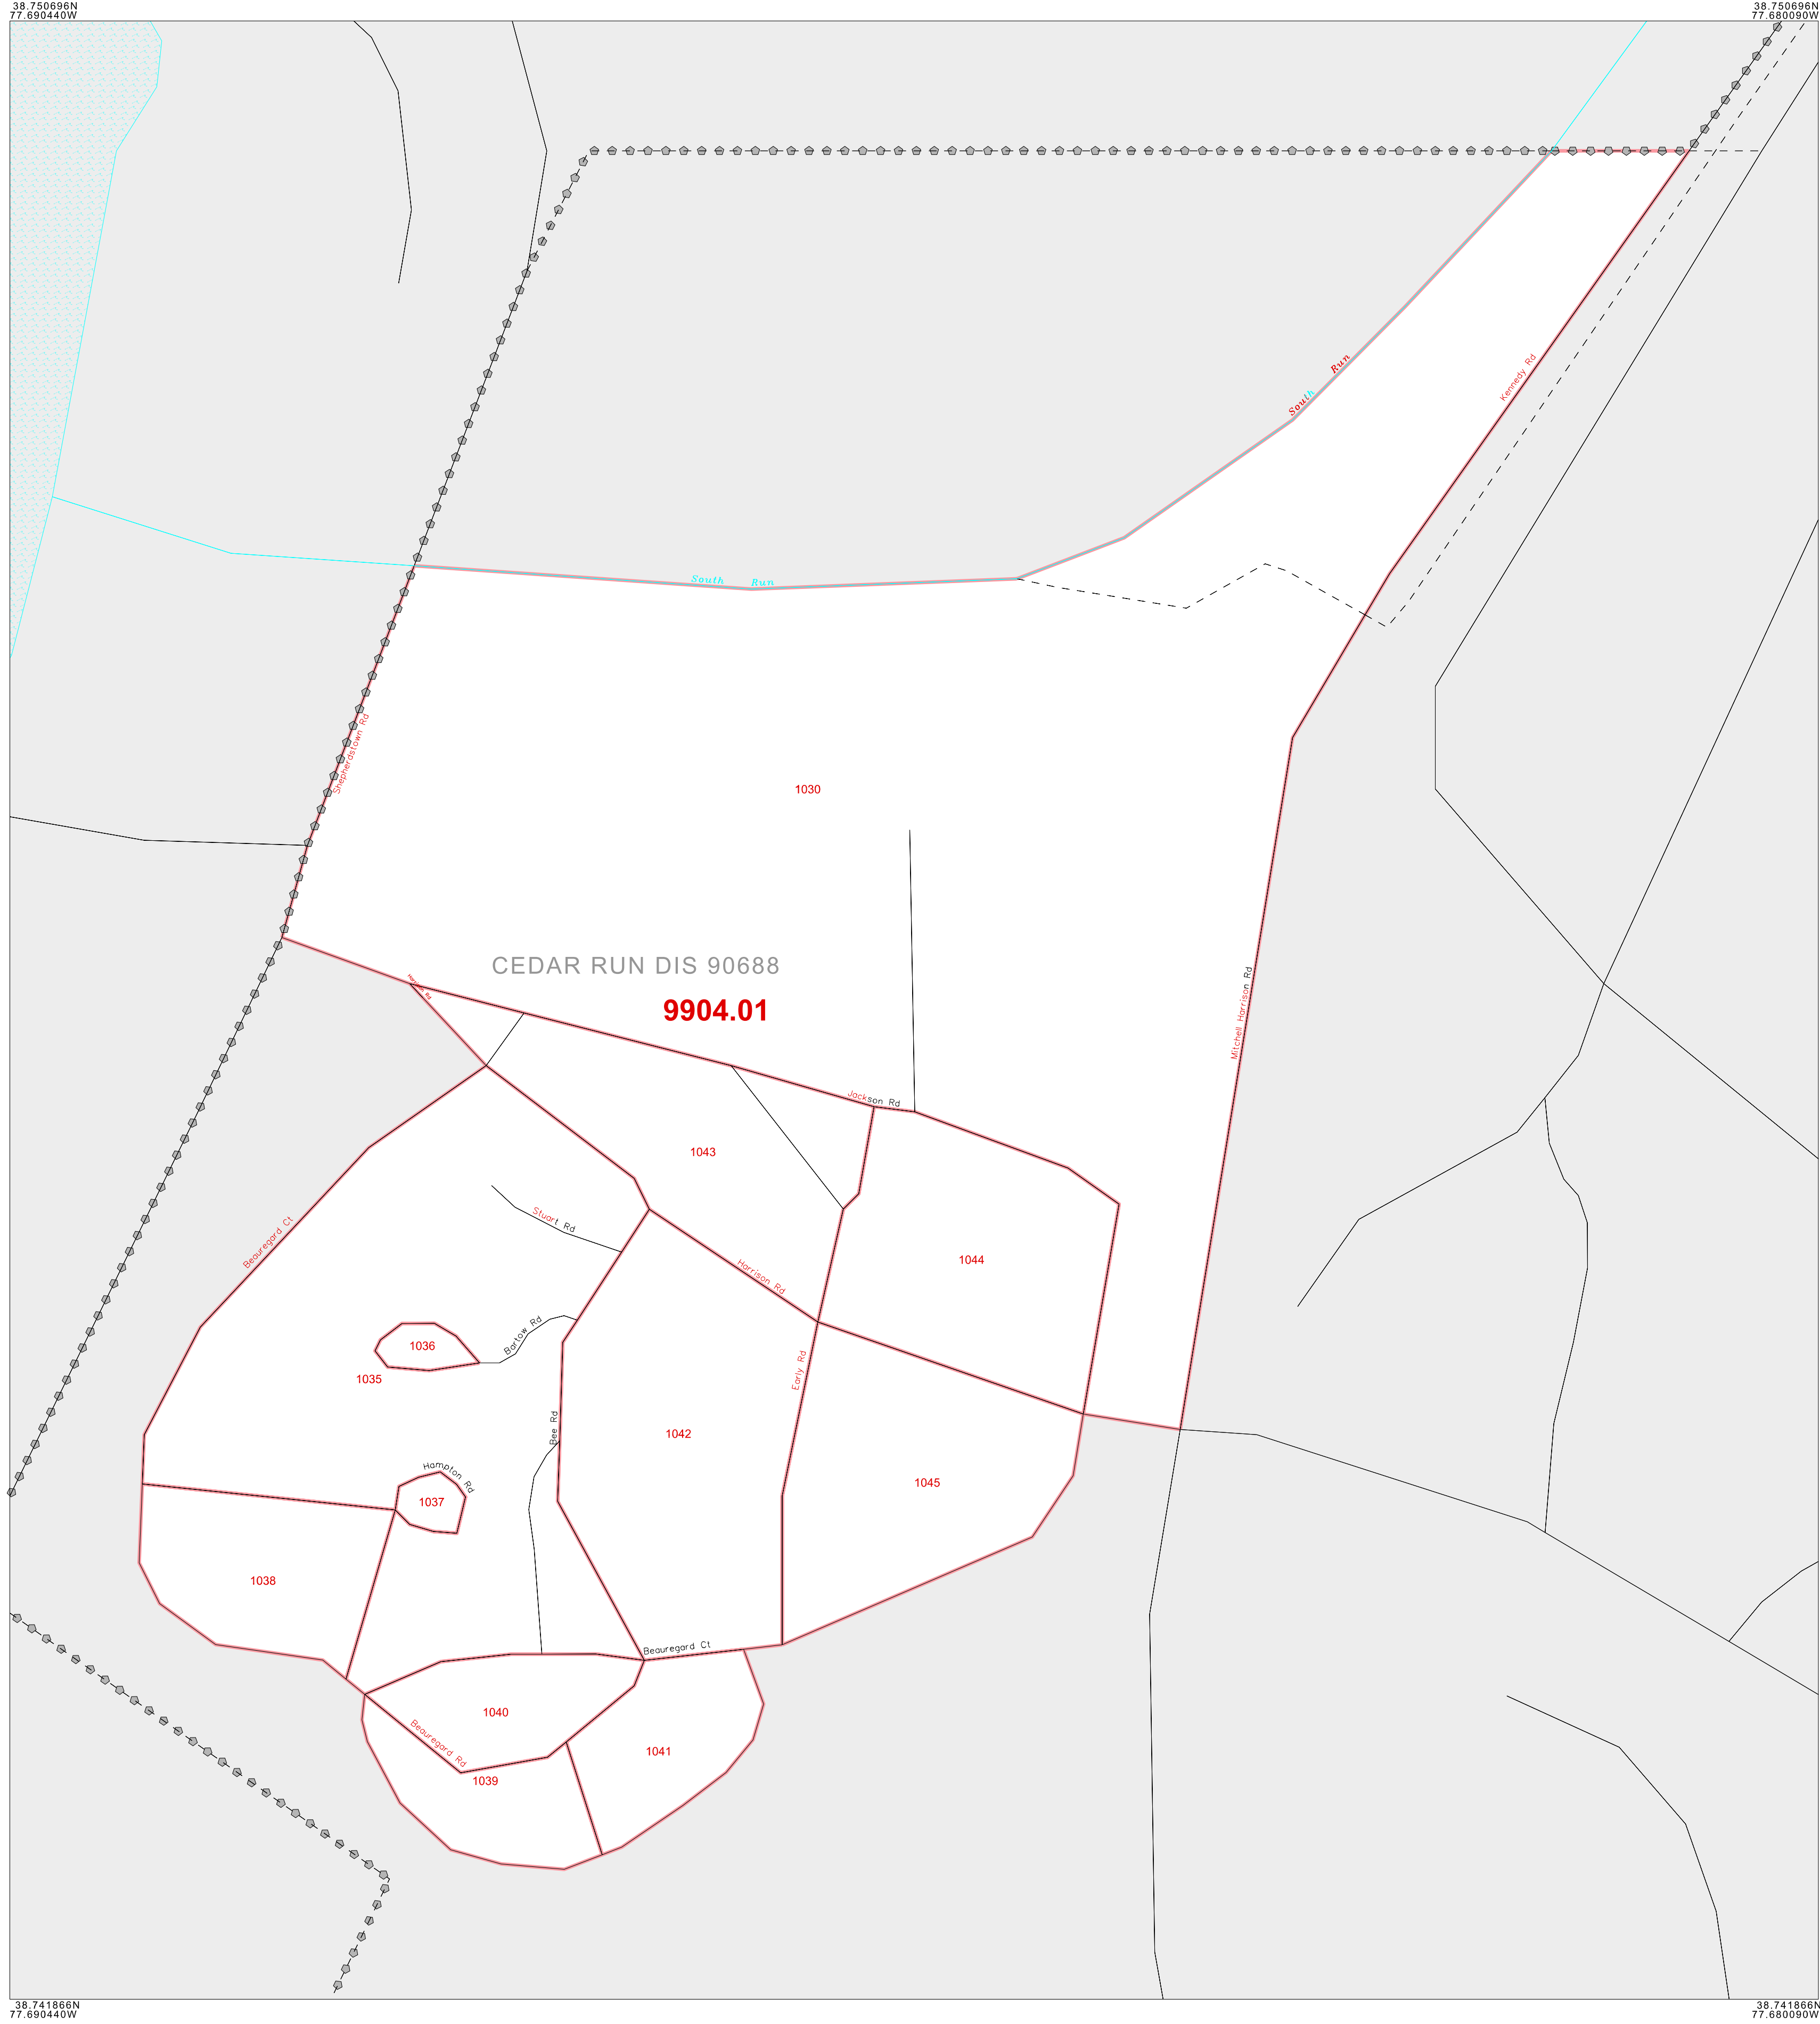 38.750696N
77.690440W
38.750696N
77.680090W
South Run
Kennedy Rd
South Run
Shepherdstown Rd
1030
CEDAR RUN DIS 90688
9904.01
Harrison Rd
Mitchell Harrison Rd
Jackson Rd
1043
Stuart Rd
Beauregard Ct
Harrison Rd
1044
Bartow Rd
1036
1035
Early Rd
Bee Rd
1042
Hampton Rd
1037
1045
1038
Beauregard Ct
1040
Beauregard Rd
1041
1039
38.741866N
77.690440W
38.741866N
77.680090W